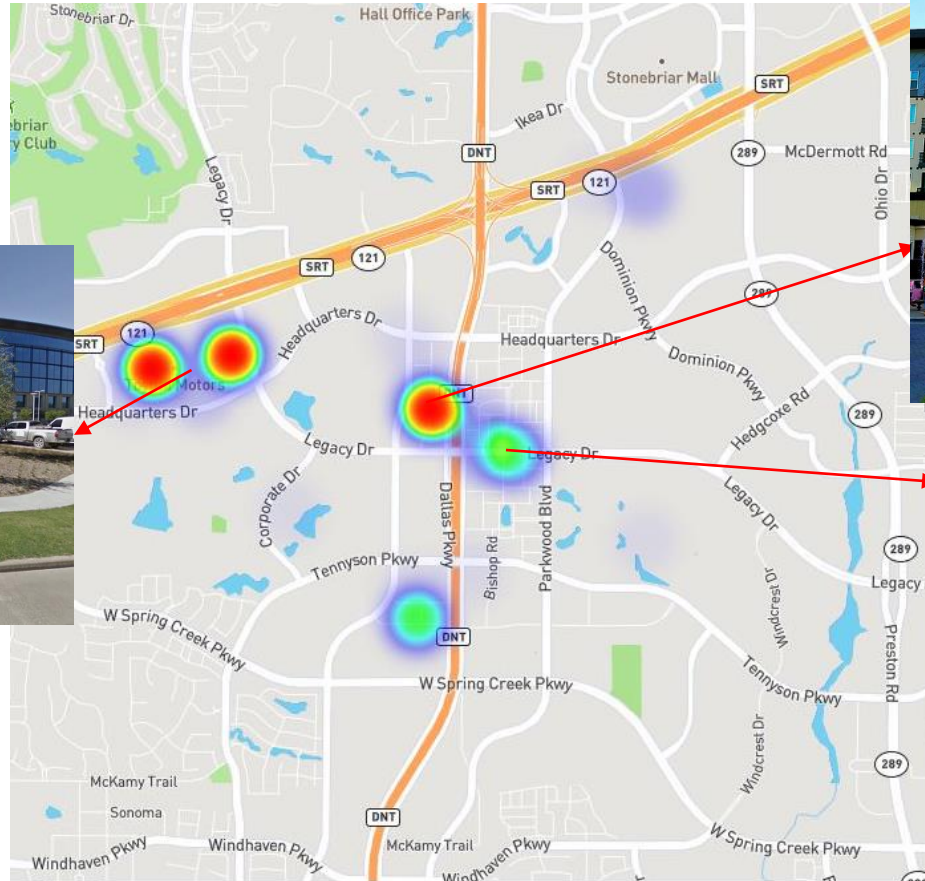 Stonebriar Dr
Hall Office Park
Stonebriar Mall
SRT
Ikea Dr
ebriar
y Club
Legacy Dr
DNT
289
McDermott Rd
Ohio Dr
SRT
121
121
SRT
Dominion Pkwy
289
121
SRT
Headquarters Dr
Headquarters Dr
Dominion Pkwy
Motors
Headquarters Dr
Hedgcoxe Rd
289
Legacy Dr
Legacy Dr
Corporate Dr
Dallas Pkwy
Parkwood Blvd
Legacy Dr
Bishop Rd
289
Tennyson Pkwy
Legacy
Windcrest Dr
W Spring Creek Pkwy
DNT
Preston Rd
W Spring Creek Pkwy
Tennyson Pkwy
Windcrest Dr
289
McKamy Trail
Sonoma
DNT
McKamy Trail
W Spring Creek Pkwy
Windhaven Pkwy
Windhaven Pkwy
Windhaven Pkwy